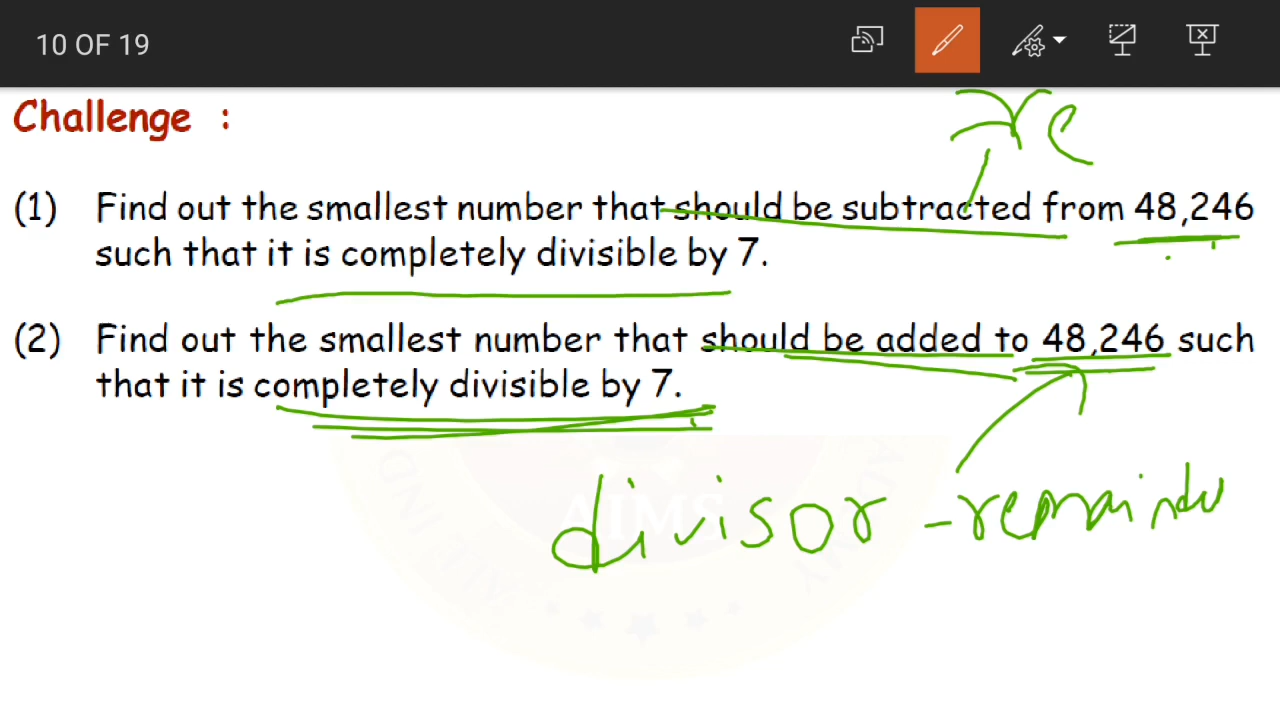 10 OF 19
Challenge :
re
(1) Find out the smallest number that should be subtracted from 48,246
such that it is completely divisible by 7.
(2) Find out the smallest number that should be added to 48,246 such
that it is completely divisible by 7.
AIMS
divisor - remainder